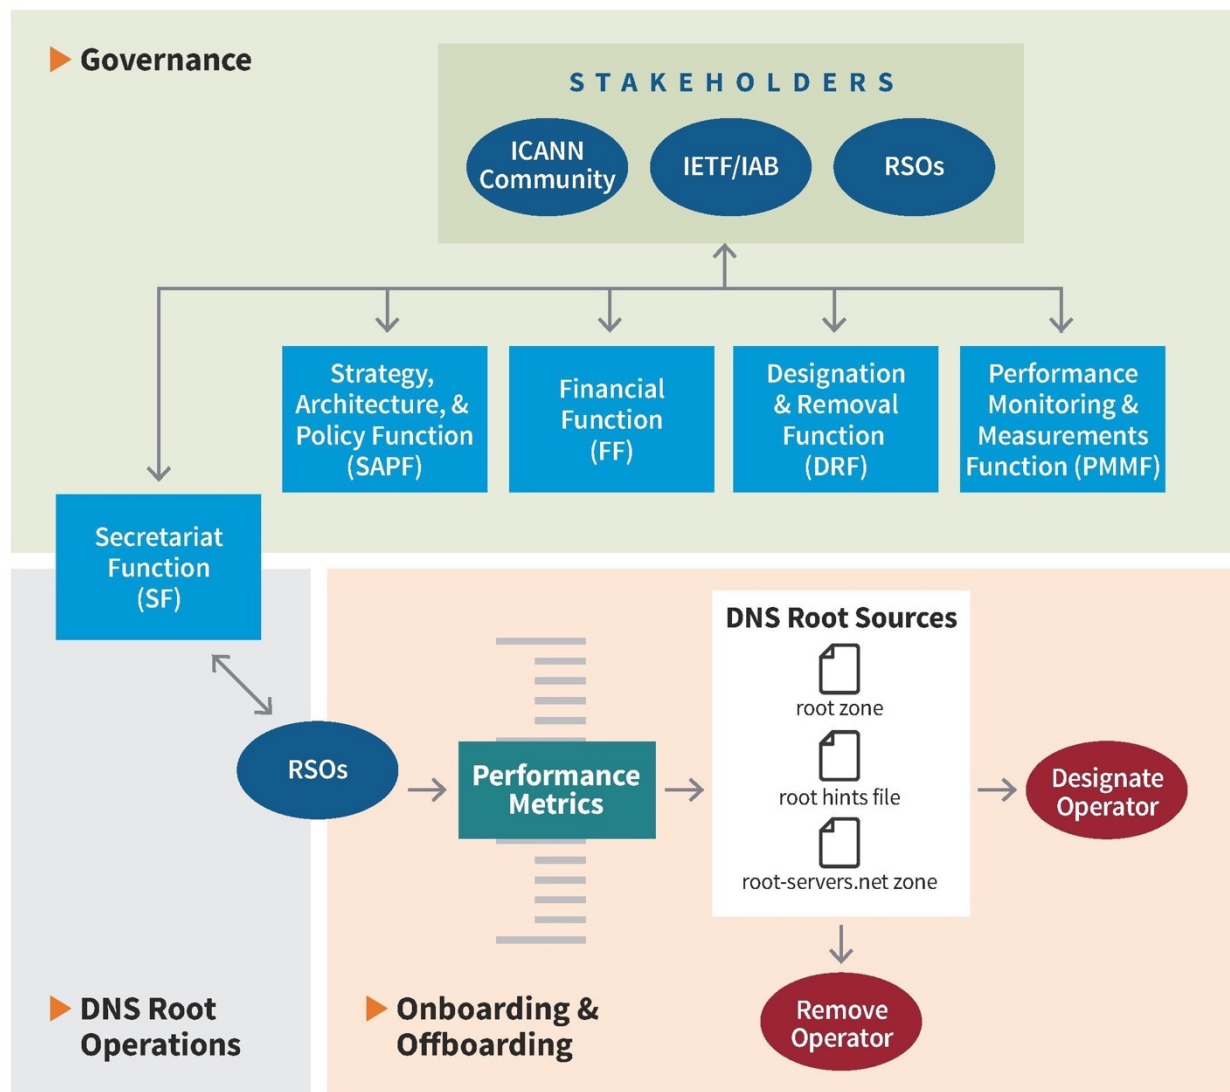 Governance
STAKEHOLDERS
ICANN
Community
IETF/IAB
RSOs
Strategy,
Architecture, &
Policy Function
(SAPF)
Financial
Function
(FF)
Designation
& Removal
Function
(DRF)
Performance
Monitoring &
Measurements
Function (PMMF)
Secretariat
Function
(SF)
DNS Root Sources
root zone
root hints file
root-servers.net zone
RSOs
Performance
Metrics
Designate
Operator
Remove
Operator
DNS Root
Operations
Onboarding &
Offboarding